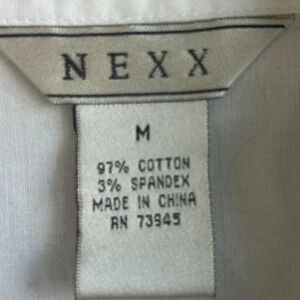 NEXX
M
97% COTTON
3% SPANDEX
MADE IN CHINA
RN 73945